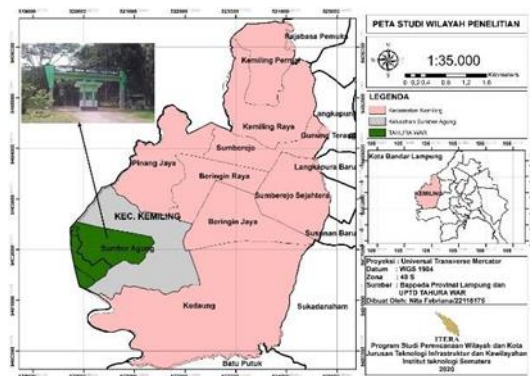 Rajabasa Pemuka
Kemiling Permai
Langkapura
Kemiling Raya
Gunung Terang
Sumberejo
Pinang Jaya
Langkapura Baru
Beringin Raya
Sumberejo Sejahtera
KEC. KEMILING
Beringin Jaya
Susunan Baru
Sumber Agung
Kedaung
Sukadanaham
Batu Putuk
PETA STUDI WILAYAH PENELITIAN
1:35.000
Kilometers
LEGENDA
Kecamatan Kemiling
Kelurahan Sumber Agung
TAHURA WAR
Kota Bandar Lampung
KEMILING
Proyeksi : Universal Transverse Mercator
Datum : WGS 1984
Zona : 48 S
Sumber : Bappeda Provinsi Lampung dan
UPTD TAHURA WAR
Dibuat Oleh: Nita Febriana/22116175
ITERA
Program Studi Perencanaan Wilayah dan Kota
Jurusan Teknologi Infrastruktur dan Kewilayahan
Institut teknologi Sumatera
2020